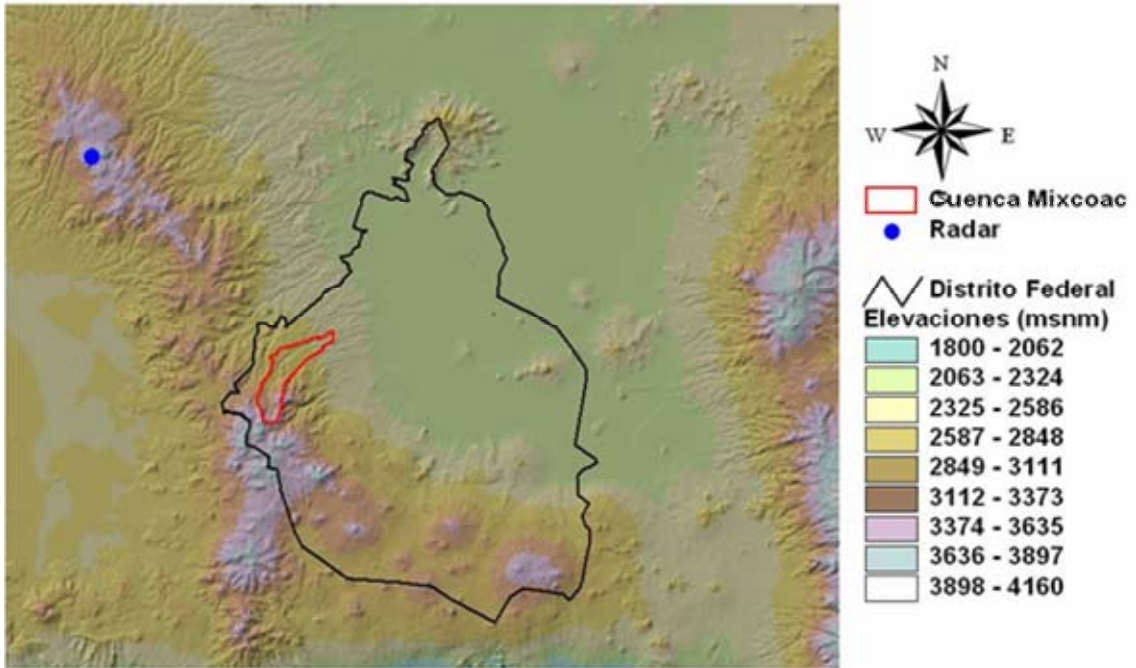 N
W E
S
Cuenca Mixcoac
Radar
Distrito Federal
Elevaciones (msnm)
1800 - 2062
2063 - 2324
2325 - 2586
2587 - 2848
2849 - 3111
3112 - 3373
3374 - 3635
3636 - 3897
3898 - 4160